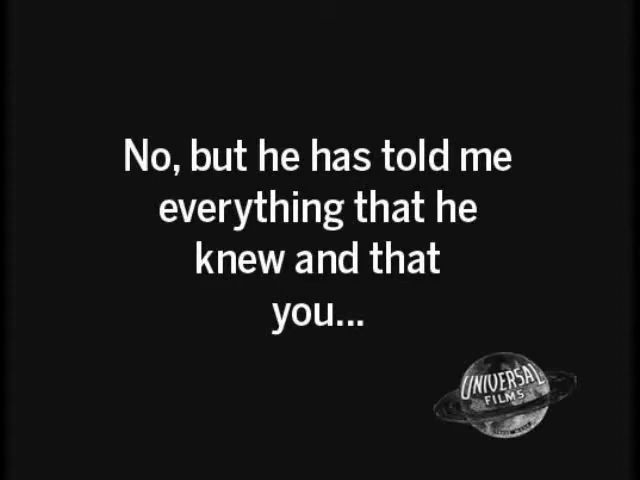 No, but he has told me
everything that he
knew and that
you...
UNIVERSAL
FILMS